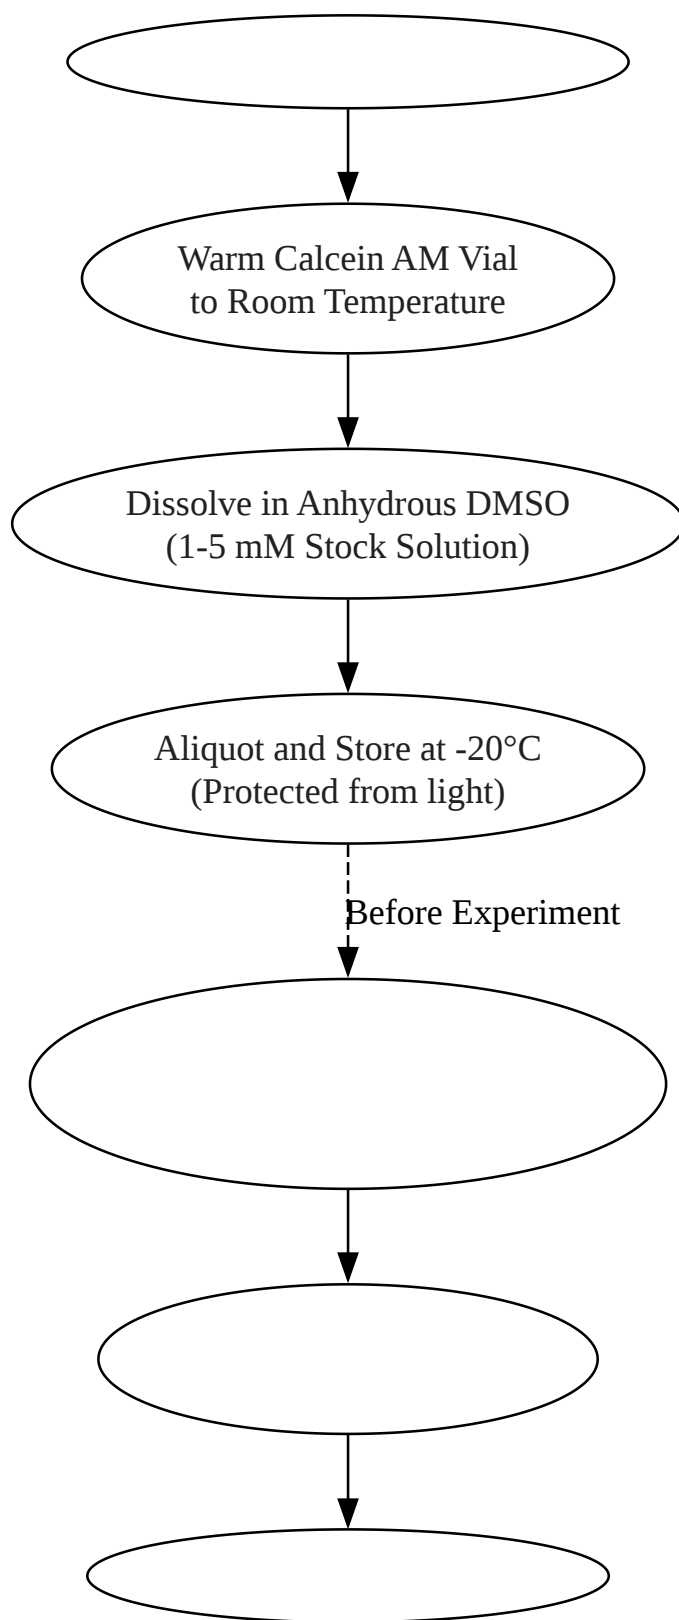 Warm Calcein AM Vial
to Room Temperature
Dissolve in Anhydrous DMSO
(1-5 mM Stock Solution)
Aliquot and Store at -20°C
(Protected from light)
Before Experiment